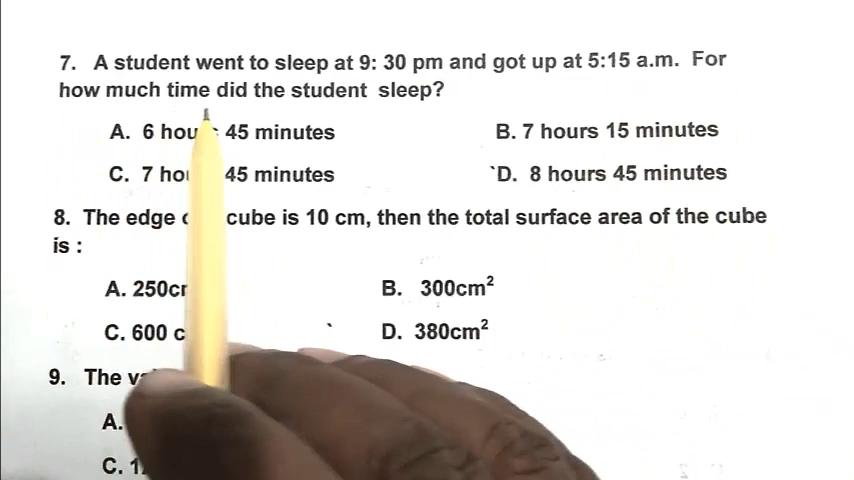 7. A student went to sleep at 9: 30 pm and got up at 5:15 a.m. For
how much time did the student sleep?
A. 6 45 minutes B. 7 hours 15 minutes
C. 7 45 minutes D. 8 hours 45 minutes
8. The edge cube is 10 cm, then the total surface area of the cube
is :
A. B. 300cm²
C. 600 D. 380cm²
9. The
A.
C.